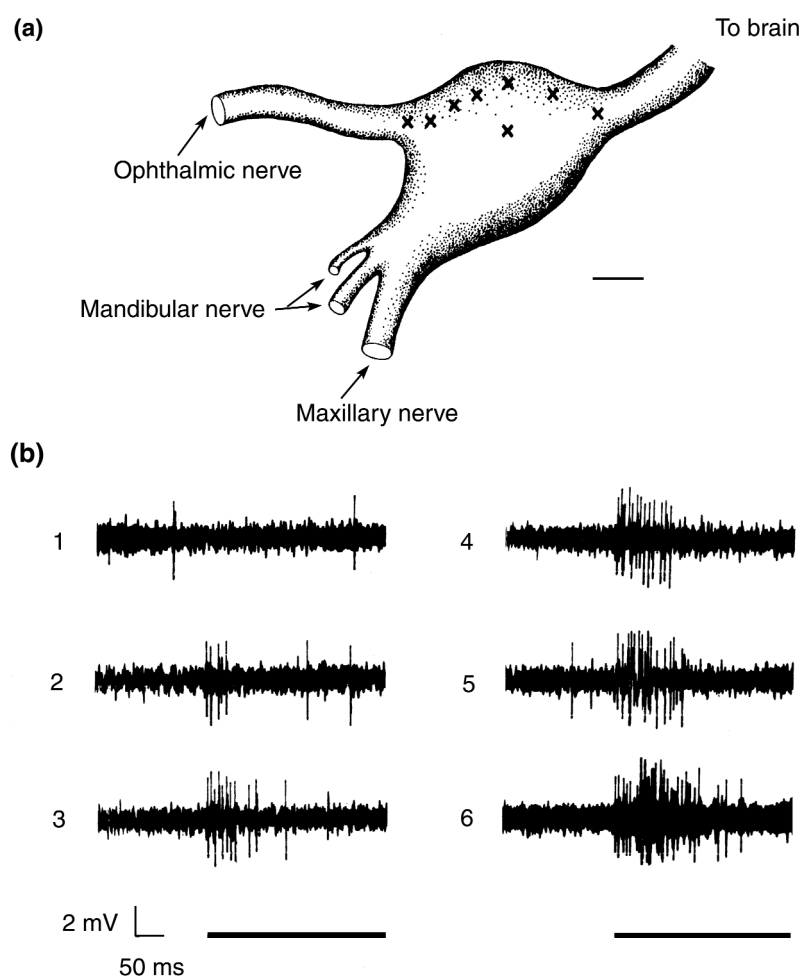 (a)
To brain
Ophthalmic nerve
Mandibular nerve
Maxillary nerve
(b)
1
4
2
5
3
6
2 mV
50 ms